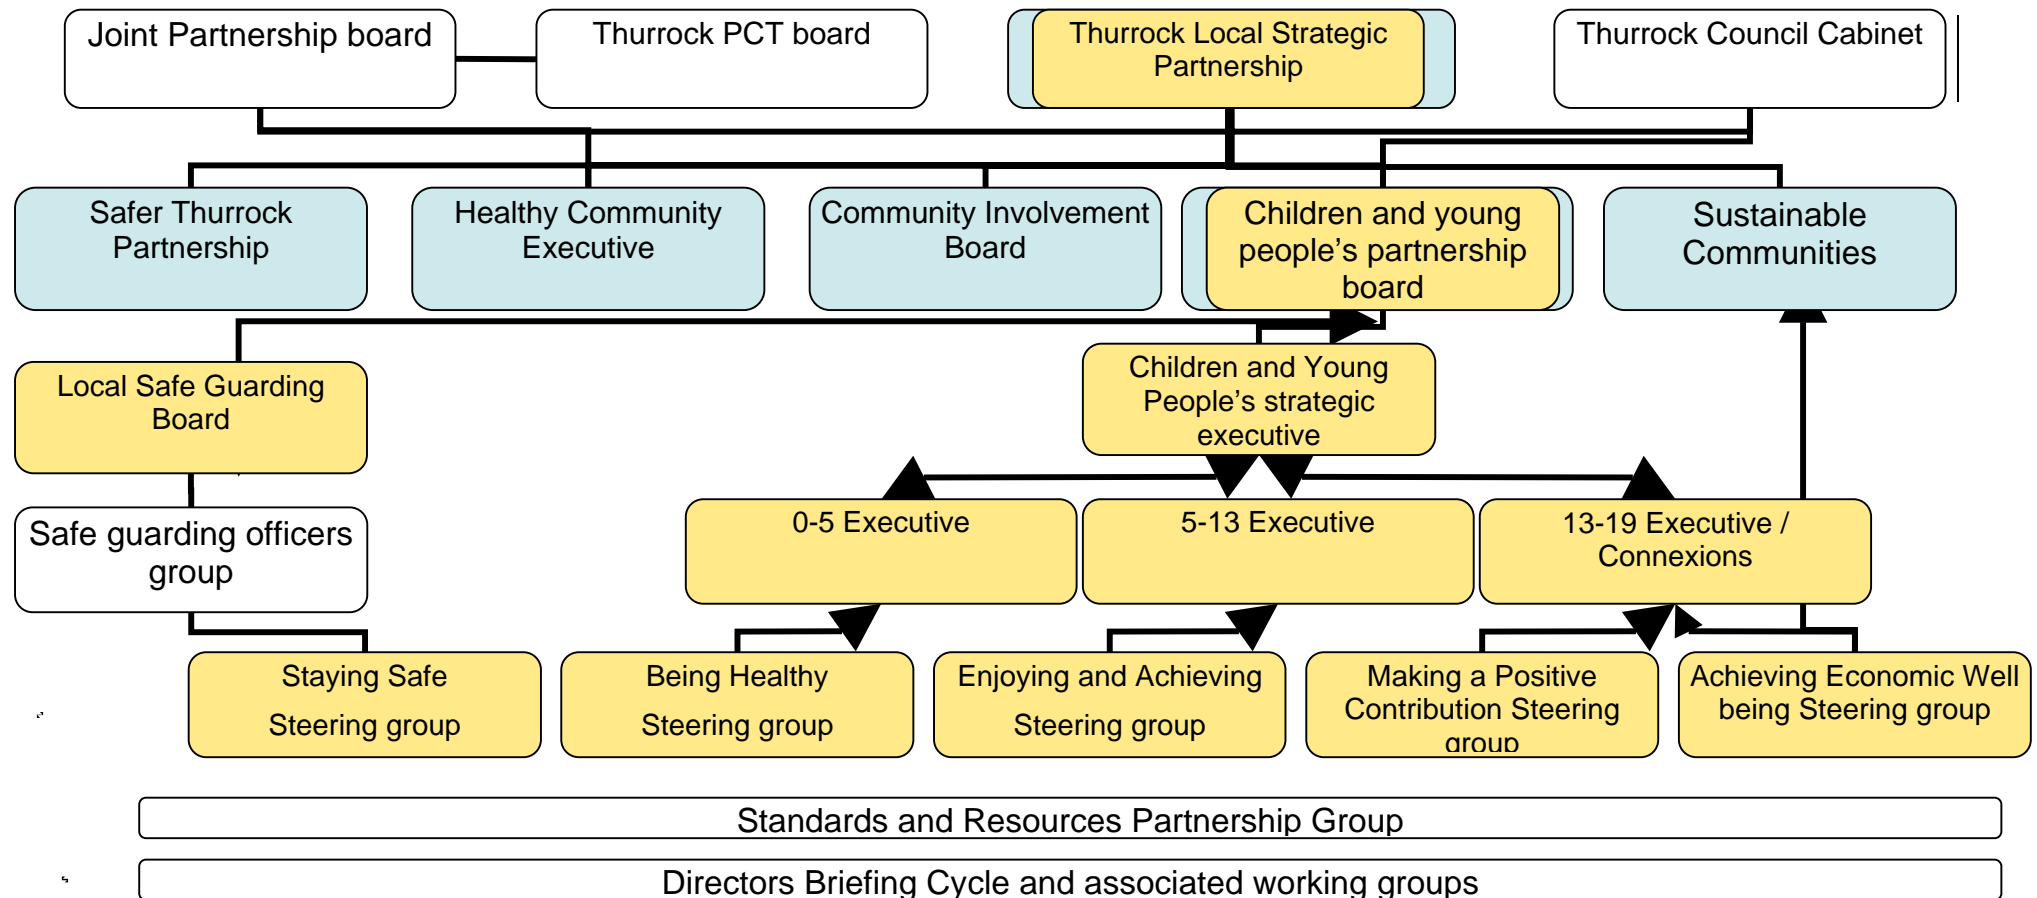 Joint Partnership board
Thurrock PCT board
Thurrock Local Strategic
Partnership
Thurrock Council Cabinet
Safer Thurrock
Partnership
Healthy Community
Executive
Community Involvement
Board
Children and young
people’s partnership
board
Sustainable
Communities
Local Safe Guarding
Board
Children and Young
People’s strategic
executive
Safe guarding officers
group
0-5 Executive
5-13 Executive
13-19 Executive /
Connexions
Staying Safe
Steering group
Being Healthy
Steering group
Enjoying and Achieving
Steering group
Making a Positive
Contribution Steering
group
Achieving Economic Well
being Steering group
Standards and Resources Partnership Group
Directors Briefing Cycle and associated working groups